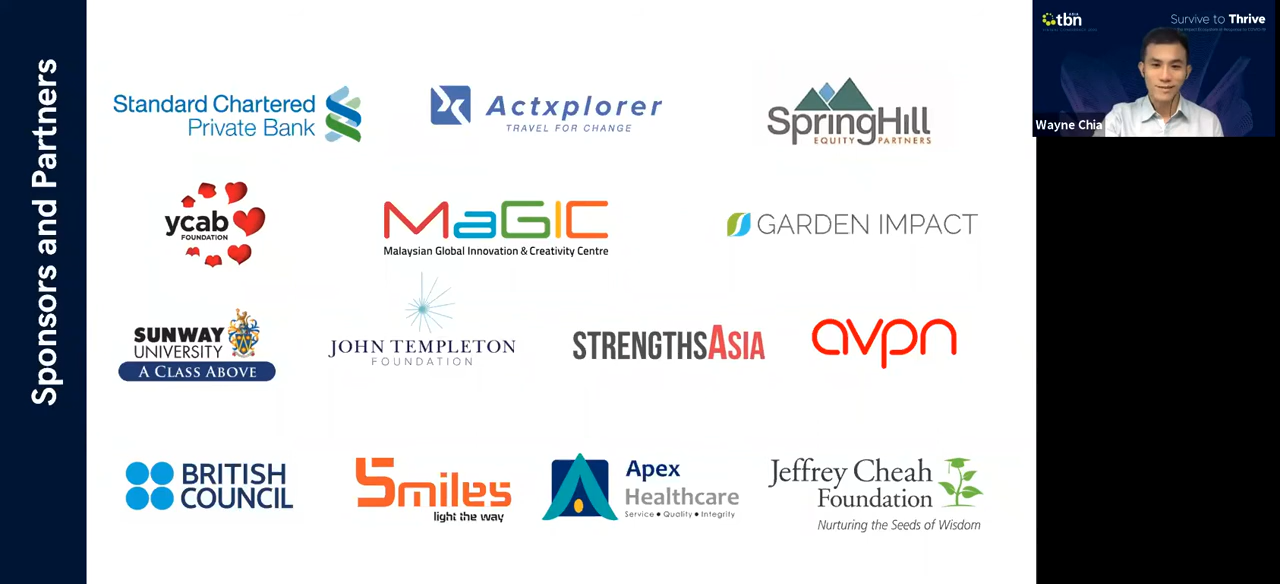 Sponsors and Partners
Standard Chartered
Private Bank
Actxplorer
TRAVEL FOR CHANGE
SpringHill
EQUITY PARTNERS
ycab
FOUNDATION
MaGIC
Malaysian Global Innovation & Creativity Centre
GARDEN IMPACT
SUNWAY
UNIVERSITY
A CLASS ABOVE
JOHN TEMPLETON
FOUNDATION
STRENGTHSASIA
avpn
BRITISH
COUNCIL
5miles
light the way
Apex
Healthcare
Service • Quality • Integrity
Jeffrey Cheah
Foundation
Nurturing the Seeds of Wisdom
tbn
ASIA
Survive to Thrive
Wayne Chia